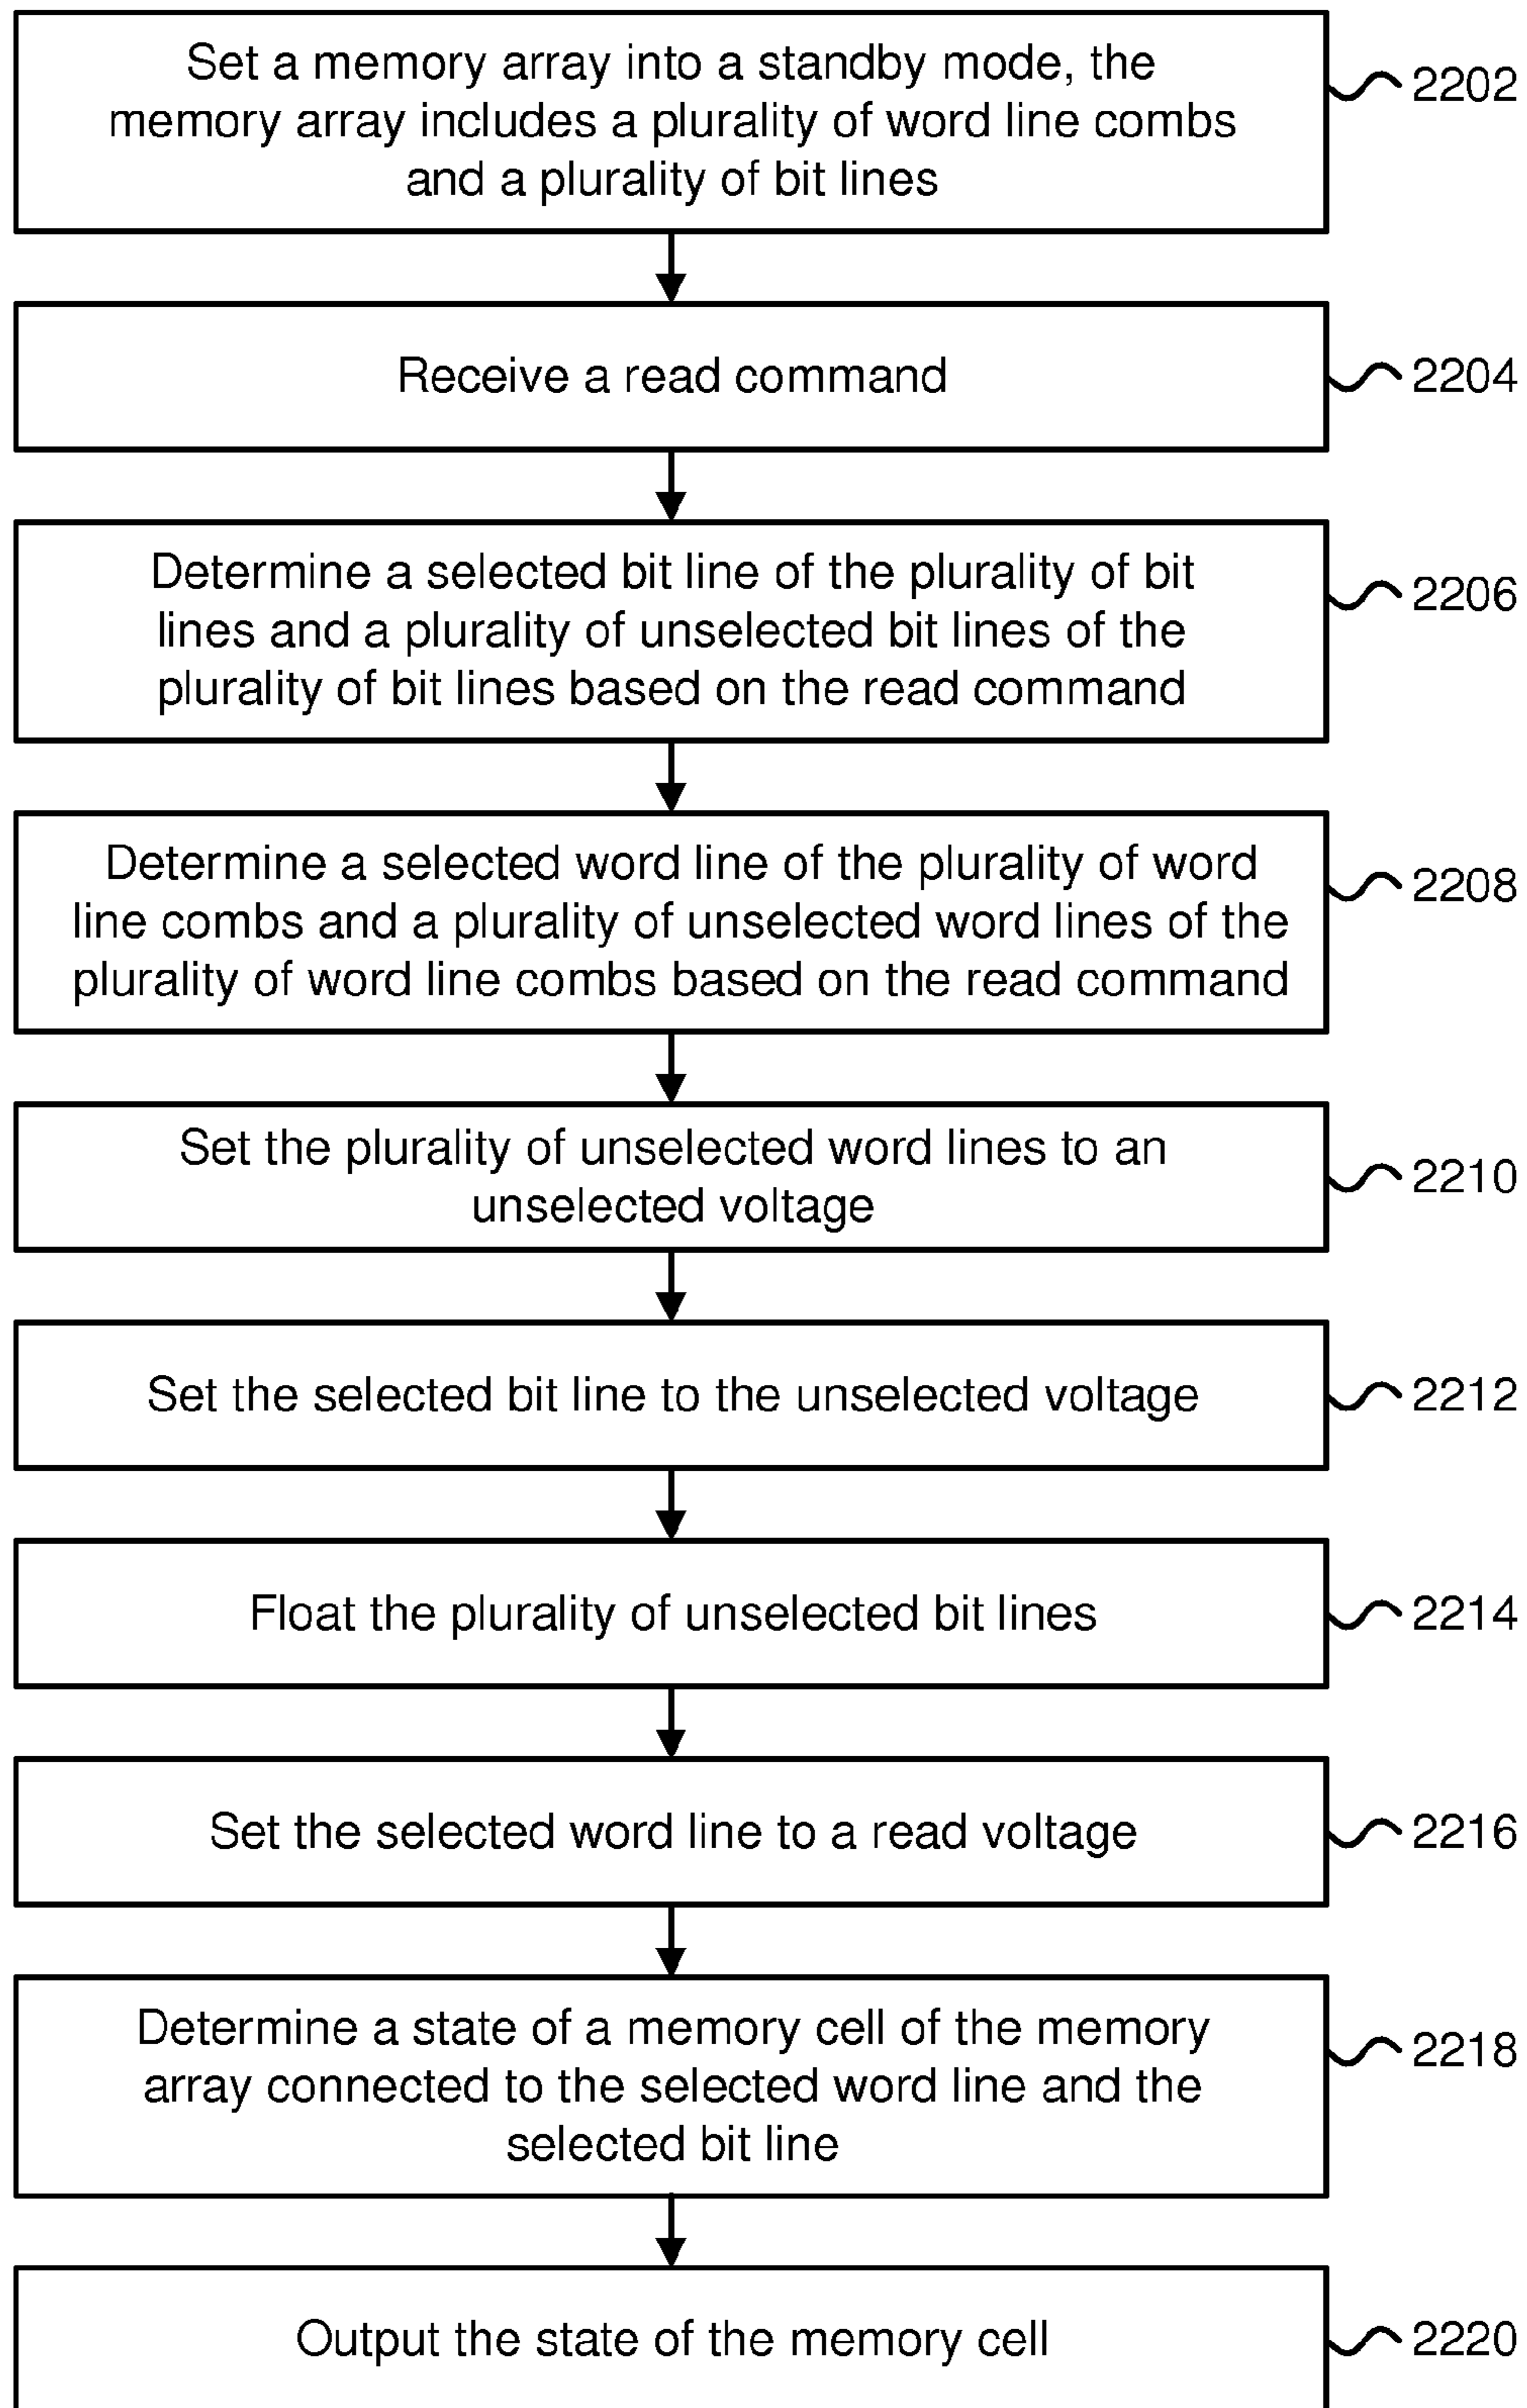 Set a memory array into a standby mode, the
memory array includes a plurality of word line combs
and a plurality of bit lines
2202
Receive a read command
2204
Determine a selected bit line of the plurality of bit
lines and a plurality of unselected bit lines of the
plurality of bit lines based on the read command
2206
Determine a selected word line of the plurality of word
line combs and a plurality of unselected word lines of the
plurality of word line combs based on the read command
2208
Set the plurality of unselected word lines to an
unselected voltage
2210
Set the selected bit line to the unselected voltage
2212
Float the plurality of unselected bit lines
2214
Set the selected word line to a read voltage
2216
Determine a state of a memory cell of the memory
array connected to the selected word line and the
selected bit line
2218
Output the state of the memory cell
2220